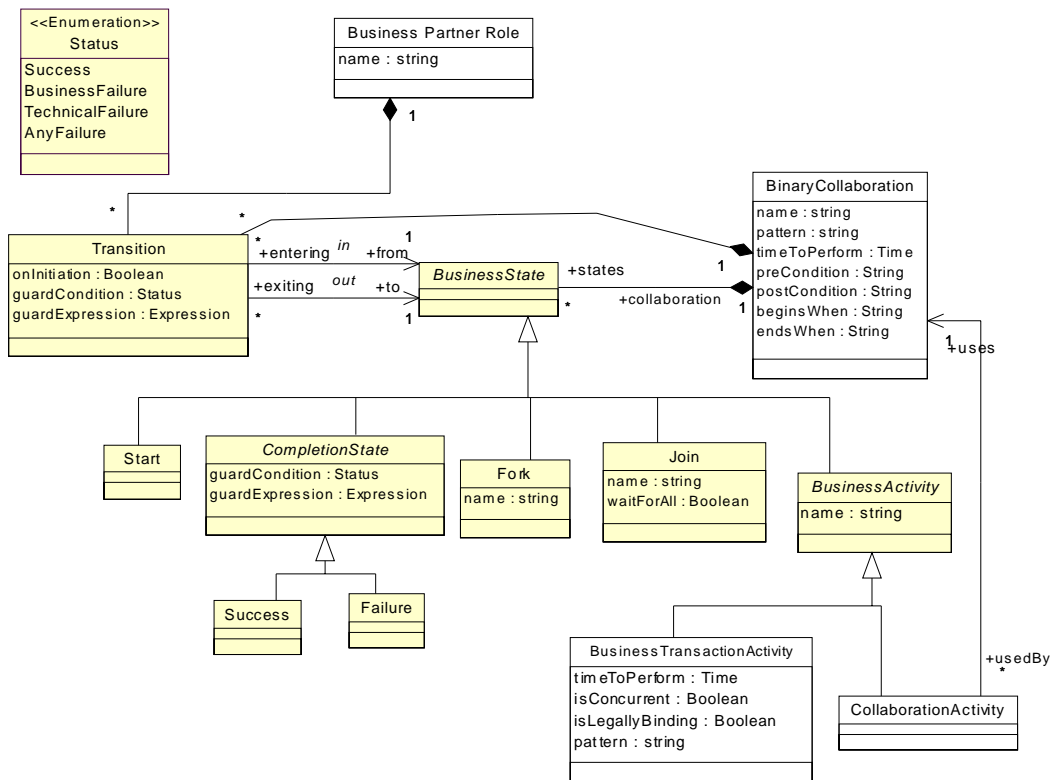 <<Enumeration>>
Status
Success
BusinessFailure
TechnicalFailure
AnyFailure
Business Partner Role
name : string
1
*
*
BinaryCollaboration
name : string
pattern : string
timeToPerform : Time
preCondition : String
postCondition : String
beginsWhen : String
endsWhen : String
1
1
Transition
onInitiation : Boolean
guardCondition : Status
guardExpression : Expression
*
+entering
in
+from
1
+exiting
out
+to
*
1
BusinessState
+states
*
+collaboration
1
+uses
Start
CompletionState
guardCondition : Status
guardExpression : Expression
Fork
name : string
Join
name : string
waitForAll : Boolean
BusinessActivity
name : string
Success
Failure
BusinessTransactionActivity
timeToPerform : Time
isConcurrent : Boolean
isLegallyBinding : Boolean
pattern : string
+usedBy
*
CollaborationActivity